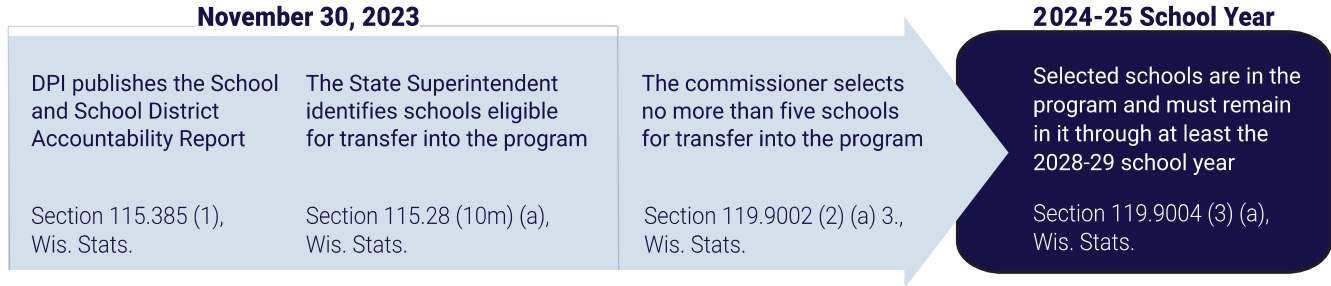 November 30, 2023
DPI publishes the School
and School District
Accountability Report
Section 115.385 (1),
Wis. Stats.
The State Superintendent
identifies schools eligible
for transfer into the program
Section 115.28 (10m) (a),
Wis. Stats.
The commissioner selects
no more than five schools
for transfer into the program
Section 119.9002 (2) (a) 3.,
Wis. Stats.
2024-25 School Year
Selected schools are in the
program and must remain
in it through at least the
2028-29 school year
Section 119.9004 (3) (a),
Wis. Stats.